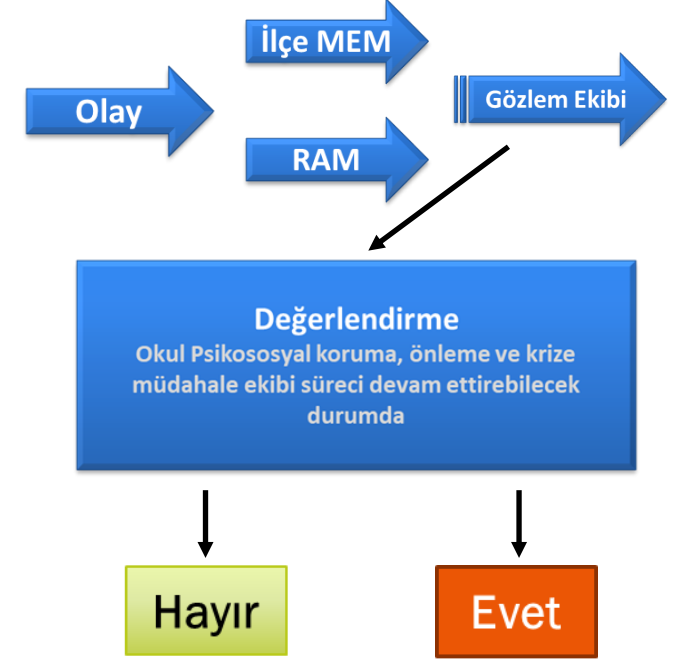 Olay
İlçe MEM
RAM
Gözlem Ekibi
Değerlendirme
Okul Psikososyal koruma, önleme ve krize
müdahale ekibi süreci devam ettirebilecek
durumda
Hayır
Evet